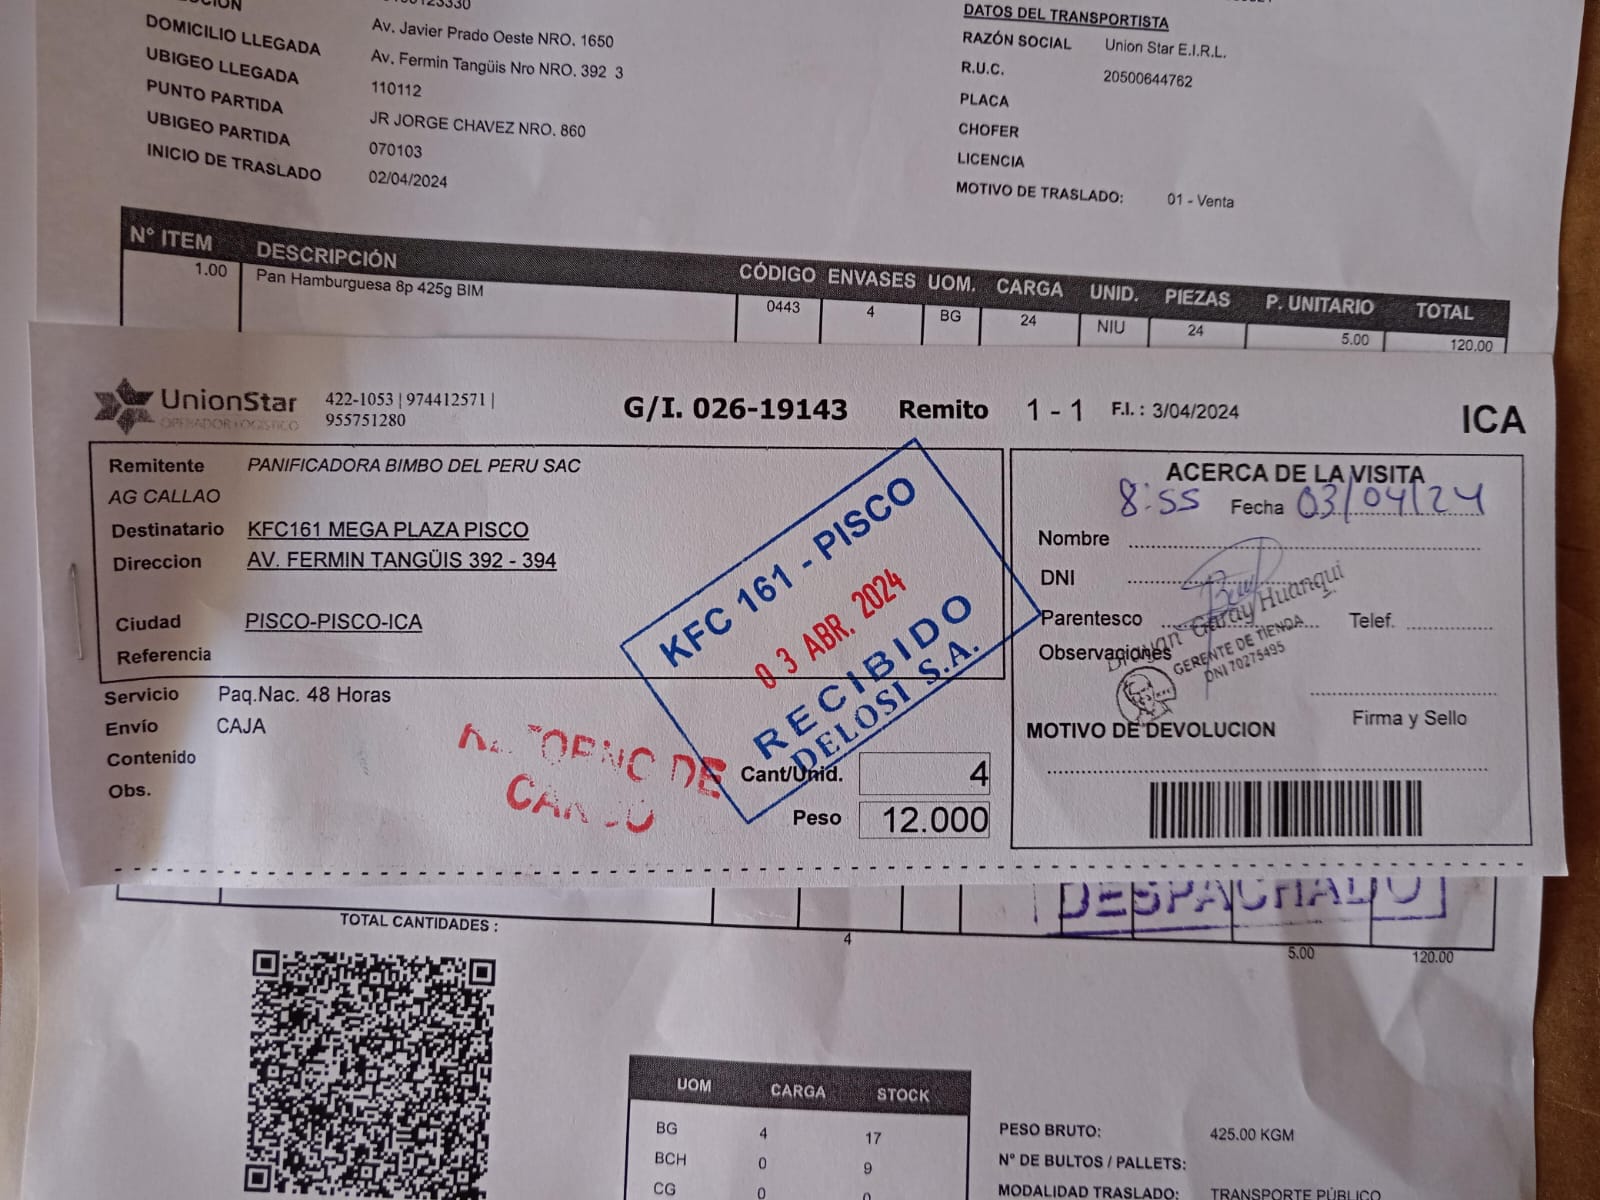 DOMICILIO LLEGADA Av. Javier Prado Oeste NRO. 1650
UBIGEO LLEGADA Av. Fermin Tangüis Nro NRO. 392 3
PUNTO PARTIDA 110112
UBIGEO PARTIDA JR JORGE CHAVEZ NRO. 860
INICIO DE TRASLADO 070103
02/04/2024
DATOS DEL TRANSPORTISTA
RAZÓN SOCIAL Union Star E.I.R.L.
R.U.C. 20500644762
PLACA
CHOFER
LICENCIA
MOTIVO DE TRASLADO: 01 - Venta
N° ITEM DESCRIPCIÓN CÓDIGO ENVASES UOM. CARGA UNID. PIEZAS P. UNITARIO TOTAL
1.00 Pan Hamburguesa 8p 425g BIM 0443 4 BG 24 NIU 24 5.00 120.00
UnionStar
OPERADOR LOGISTICO
422-1053 | 974412571 |
955751280
G/I. 026-19143 Remito 1 - 1 F.I. : 3/04/2024 ICA
Remitente PANIFICADORA BIMBO DEL PERU SAC
AG CALLAO
Destinatario KFC161 MEGA PLAZA PISCO
Direccion AV. FERMIN TANGÜIS 392 - 394
Ciudad PISCO-PISCO-ICA
Referencia
Servicio Paq.Nac. 48 Horas
Envío CAJA
Contenido
Obs.
RETORNO DE
CARGO
KFC 161 - PISCO
03 ABR. 2024
RECIBIDO
DELOSI S.A.
Cant/Unid. 4
Peso 12.000
ACERCA DE LA VISITA
8:55 Fecha 03/04/24
Nombre
DNI
Parentesco Telef.
Observaciones
Garay Huanqui
GERENTE DE TIENDA
DNI 70275495
Firma y Sello
MOTIVO DE DEVOLUCION
DESPACHADO
TOTAL CANTIDADES :
4 5.00 120.00
UOM CARGA STOCK
BG 4 17
BCH 0 9
CG 0 0
PESO BRUTO: 425.00 KGM
N° DE BULTOS / PALLETS:
MODALIDAD TRASLADO: TRANSPORTE PÚBLICO